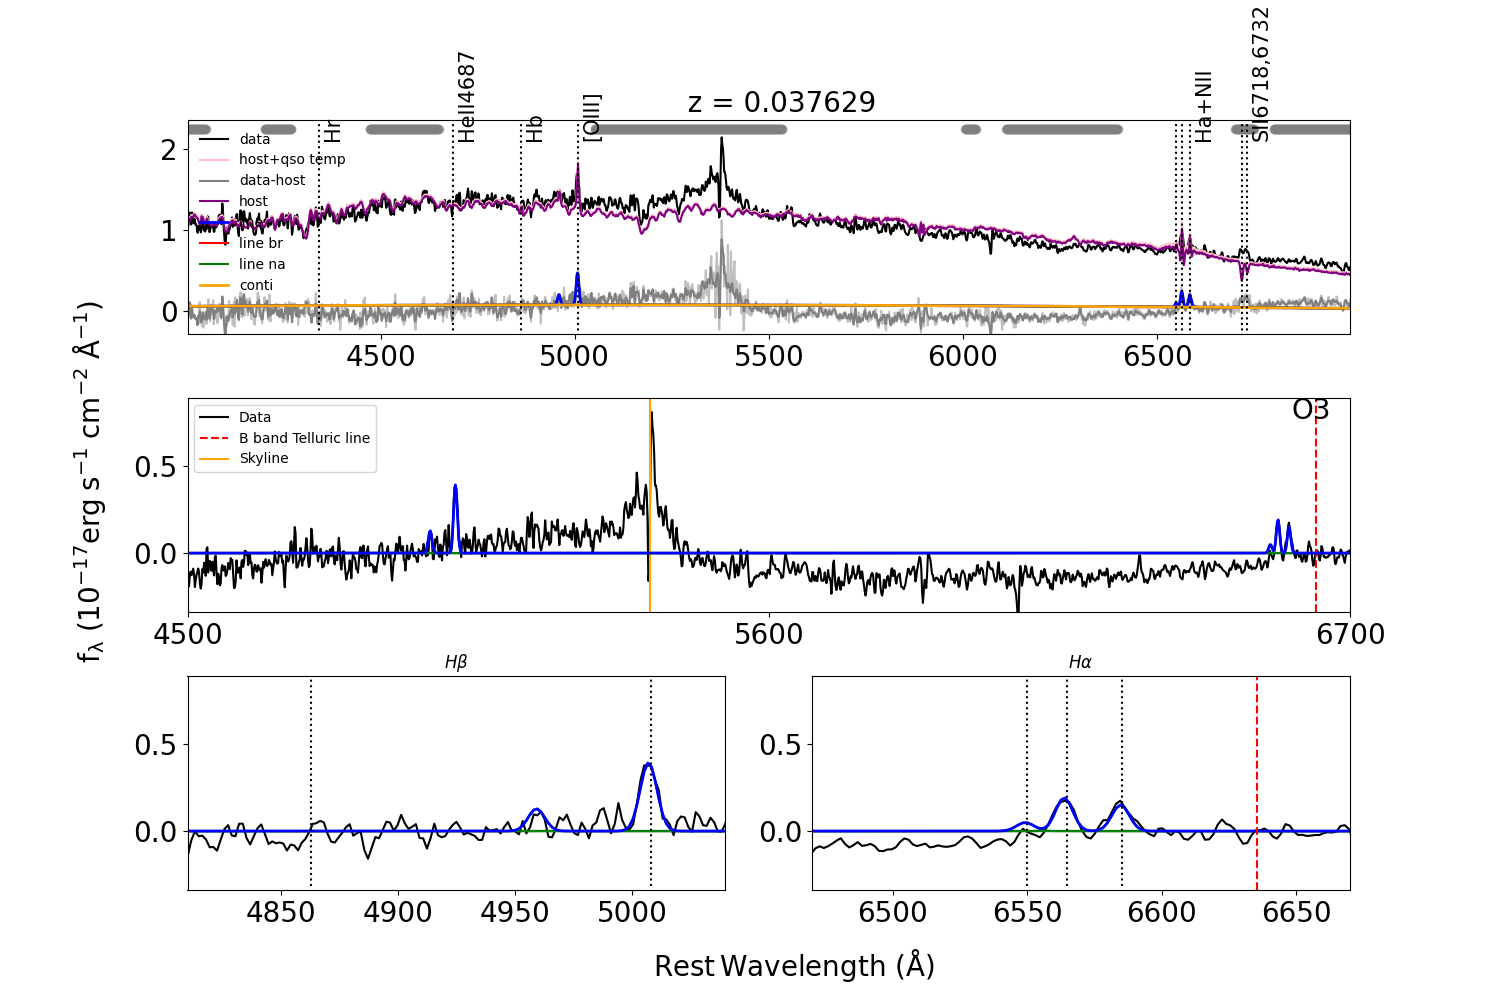 z = 0.037629
Hr
HeII4687
Hb
[OIII]
Ha+NII
SII6718,6732
data
host+qso temp
data-host
host
line br
line na
conti
2
1
0
4500
5000
5500
6000
6500
Data
B band Telluric line
Skyline
O3
0.5
0.0
4500
5600
6700
fλ (10⁻¹⁷erg s⁻¹ cm⁻² Å⁻¹)
Hβ
0.5
0.0
4850
4900
4950
5000
Hα
0.5
0.0
6500
6550
6600
6650
Rest Wavelength (Å)